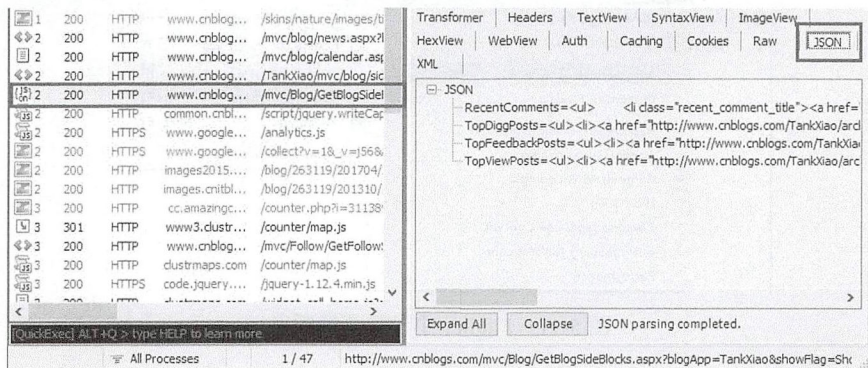 1 200 HTTP www.cnblog... /skins/nature/images/ti
2 200 HTTP www.cnblog... /mvc/blog/news.aspx?l
2 200 HTTP www.cnblog... /mvc/blog/calendar.asp
2 200 HTTP www.cnblog... /TankXiao/mvc/blog/sic
2 200 HTTP www.cnblog... /mvc/Blog/GetBlogSidel
2 200 HTTP common.cnbl... /script/jquery.writeCap
2 200 HTTPS www.google... /analytics.js
2 200 HTTPS www.google... /collect?v=1&_v=j56&
2 200 HTTP images2015.... /blog/263119/201704/
2 200 HTTP images.cnitbl... /blog/263119/201310/
3 200 HTTP cc.amazingc... /counter.php?i=31138
3 301 HTTP www3.clustr... /counter/map.js
3 200 HTTP www.cnblog... /mvc/Follow/GetFollow
3 200 HTTP clustrmaps.com /counter/map.js
3 200 HTTPS code.jquery.... /jquery-1.12.4.min.js
[QuickExec] ALT+Q > type HELP to learn more
All Processes 1 / 47 http://www.cnblogs.com/mvc/Blog/GetBlogSideBlocks.aspx?blogApp=TankXiao&showFlag=Sho
Transformer Headers TextView SyntaxView ImageView
HexView WebView Auth Caching Cookies Raw JSON
XML
JSON
RecentComments=<ul> <li class="recent_comment_title"><a href=
TopDiggPosts=<ul><li><a href="http://www.cnblogs.com/TankXiao/arcl
TopFeedbackPosts=<ul><li><a href="http://www.cnblogs.com/TankXia
TopViewPosts=<ul><li><a href="http://www.cnblogs.com/TankXiao/arc
Expand All Collapse JSON parsing completed.